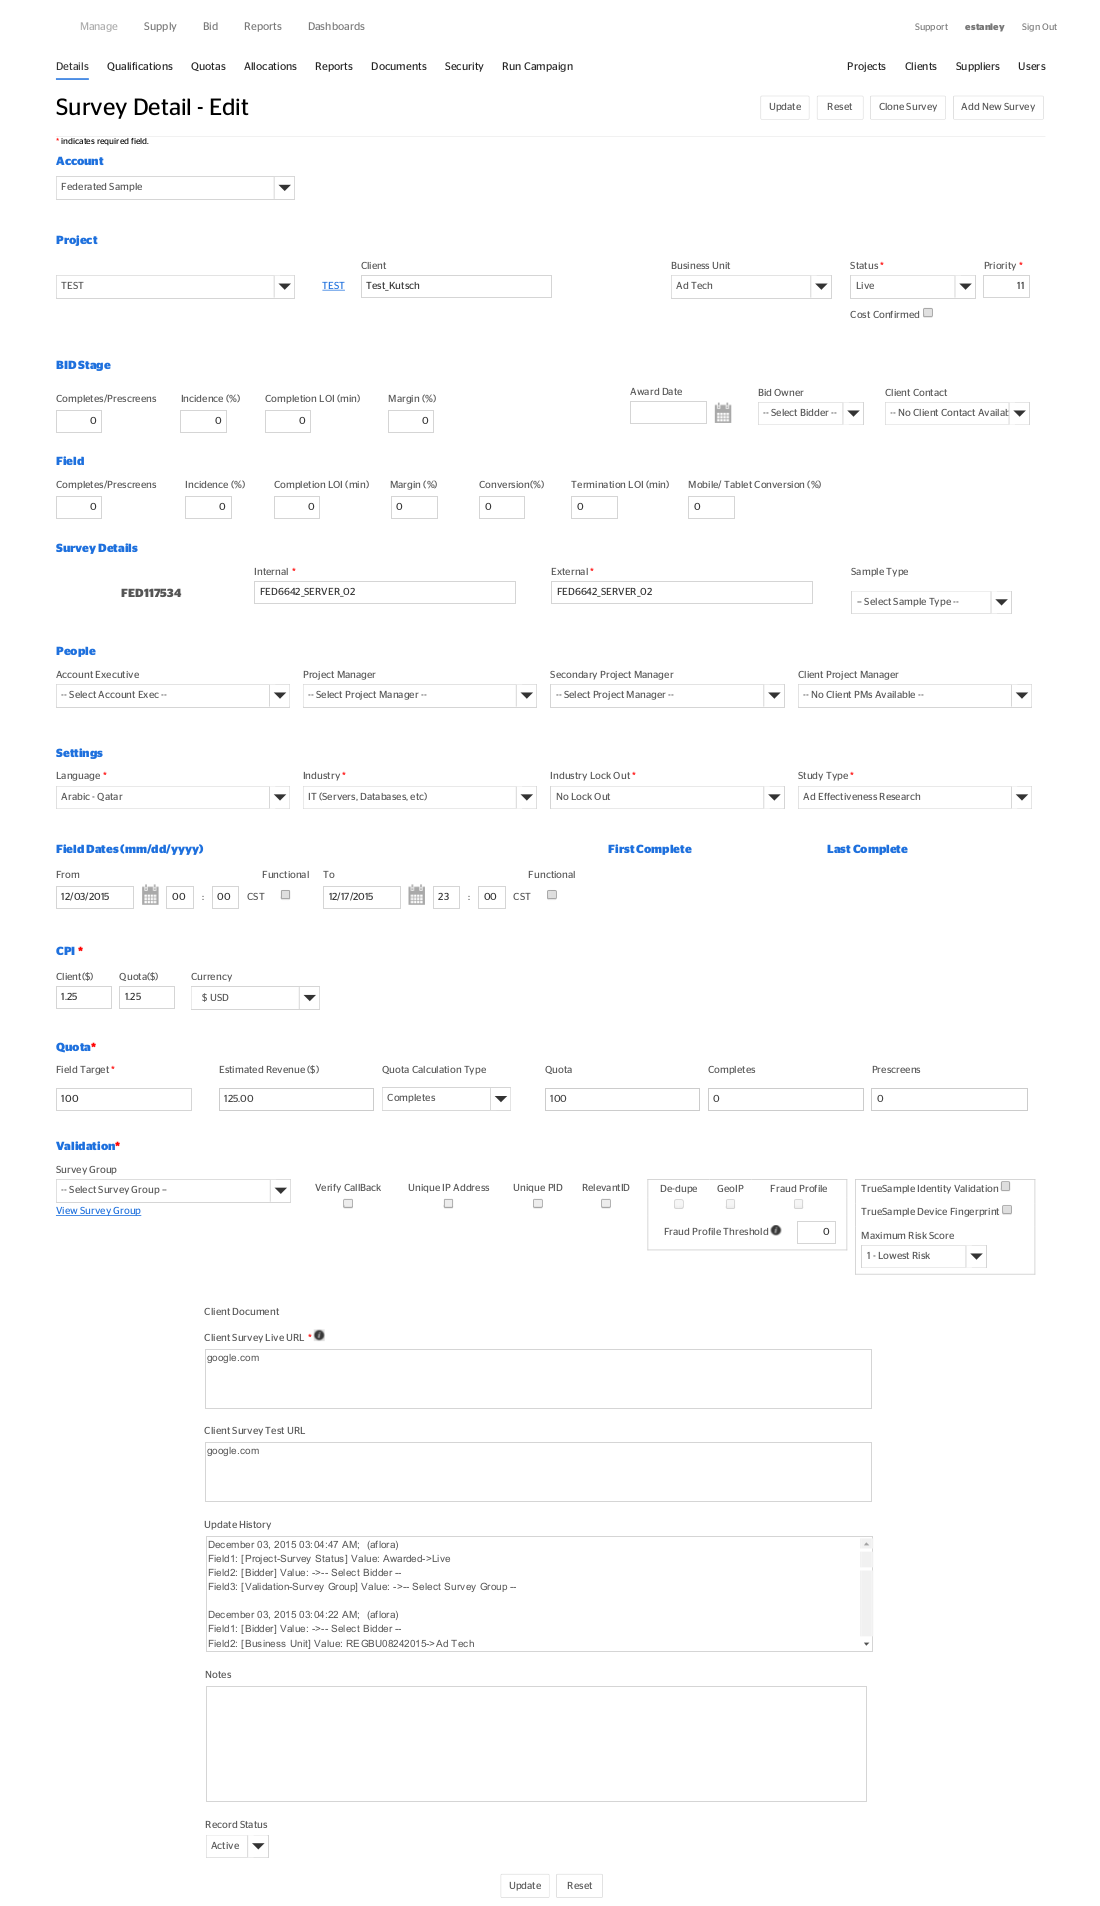 Manage Supply Bid Reports Dashboards Support estanley Sign Out
Details Qualifications Quotas Allocations Reports Documents Security Run Campaign Projects Clients Suppliers Users
Survey Detail - Edit Update Reset Clone Survey Add New Survey
* indicates required field.
Account
Federated Sample
Project
Client Business Unit Status * Priority *
TEST TEST Test_Kutsch Ad Tech Live 11
Cost Confirmed
BID Stage
Award Date Bid Owner Client Contact
Completes/Prescreens Incidence (%) Completion LOI (min) Margin (%)
-- Select Bidder -- -- No Client Contact Availab
0 0 0 0
Field
Completes/Prescreens Incidence (%) Completion LOI (min) Margin (%) Conversion(%) Termination LOI (min) Mobile/ Tablet Conversion (%)
0 0 0 0 0 0 0
Survey Details
Internal * External * Sample Type
FED117534 FED6642_SERVER_02 FED6642_SERVER_02 -- Select Sample Type --
People
Account Executive Project Manager Secondary Project Manager Client Project Manager
-- Select Account Exec -- -- Select Project Manager -- -- Select Project Manager -- -- No Client PMs Available --
Settings
Language * Industry * Industry Lock Out * Study Type *
Arabic - Qatar IT (Servers, Databases, etc) No Lock Out Ad Effectiveness Research
Field Dates (mm/dd/yyyy) First Complete Last Complete
From Functional To Functional
12/03/2015 00 : 00 CST 12/17/2015 23 : 00 CST
CPI *
Client($) Quota($) Currency
1.25 1.25 $ USD
Quota*
Field Target * Estimated Revenue ($) Quota Calculation Type Quota Completes Prescreens
100 125.00 Completes 100 0 0
Validation*
Survey Group
-- Select Survey Group -- Verify CallBack Unique IP Address Unique PID RelevantID De-dupe GeoIP Fraud Profile TrueSample Identity Validation
View Survey Group TrueSample Device Fingerprint
Fraud Profile Threshold i 0 Maximum Risk Score
1 - Lowest Risk
Client Document
Client Survey Live URL * i
google.com
Client Survey Test URL
google.com
Update History
December 03, 2015 03:04:47 AM; (aflora)
Field1: [Project-Survey Status] Value: Awarded->Live
Field2: [Bidder] Value: ->-- Select Bidder --
Field3: [Validation-Survey Group] Value: ->-- Select Survey Group --
December 03, 2015 03:04:22 AM; (aflora)
Field1: [Bidder] Value: ->-- Select Bidder --
Field2: [Business Unit] Value: REGBU08242015->Ad Tech
Notes
Record Status
Active
Update Reset